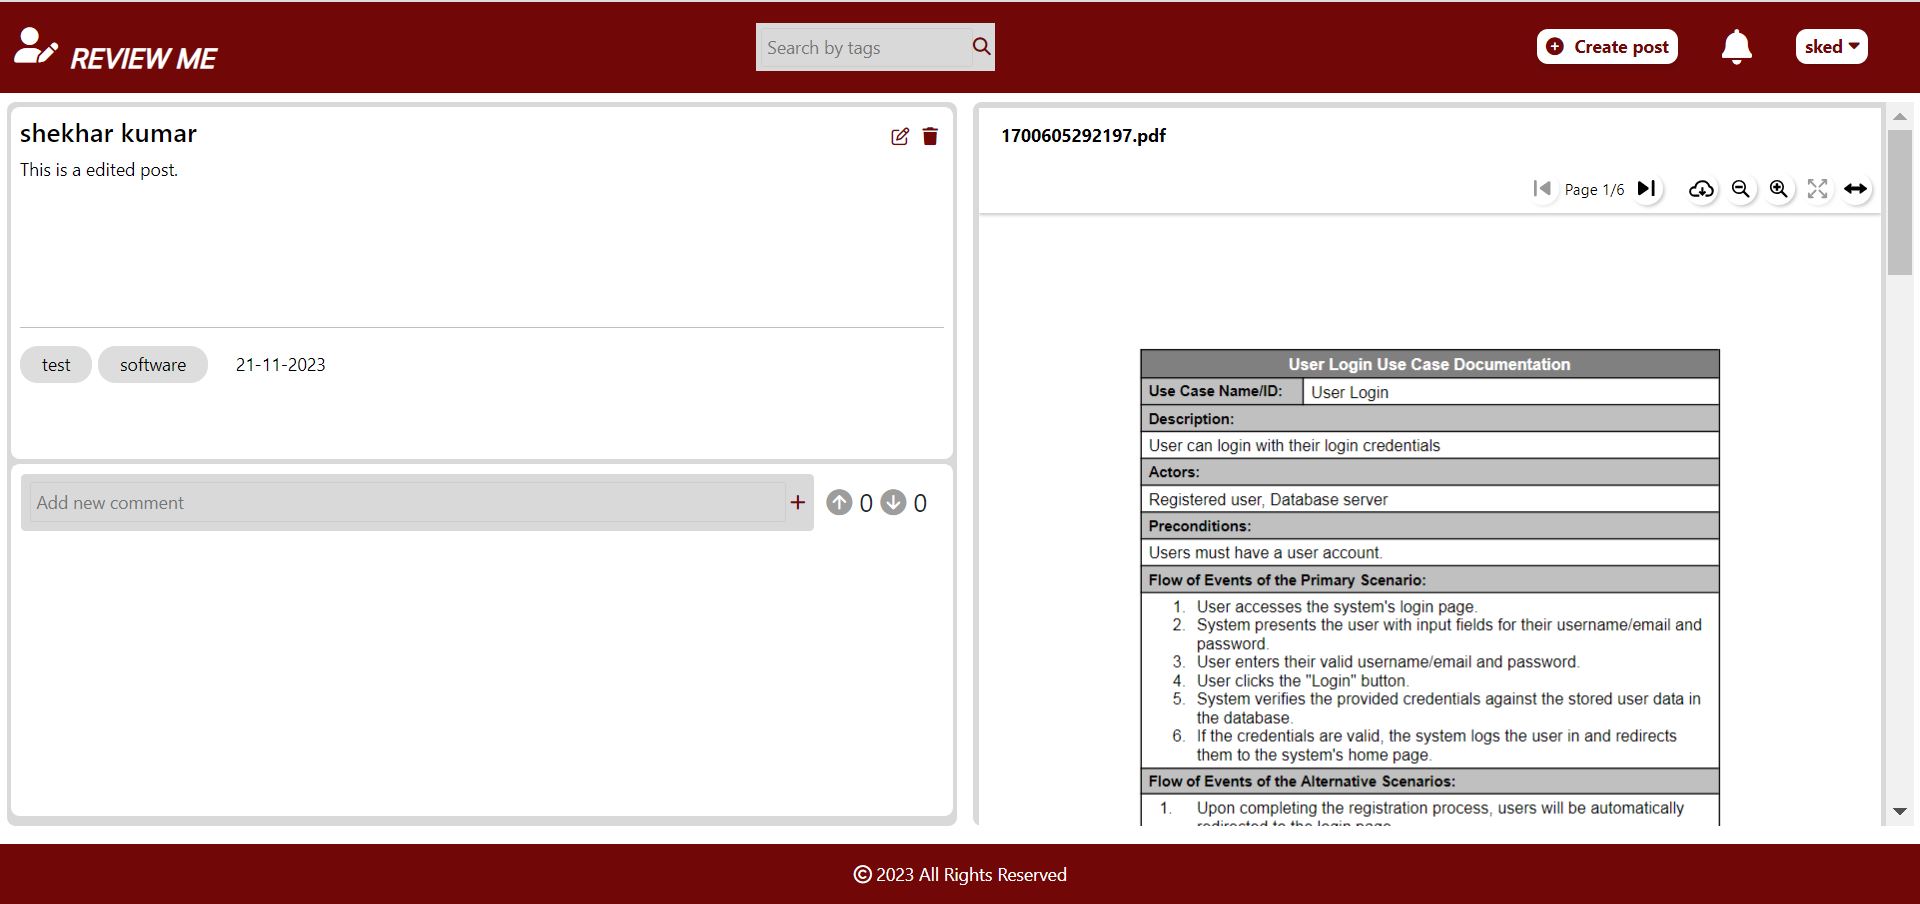 REVIEW ME
Search by tags
Create post
sked
shekhar kumar
This is a edited post.
test software 21-11-2023
Add new comment
0 0
1700605292197.pdf
Page 1/6
User Login Use Case Documentation
Use Case Name/ID: User Login
Description:
User can login with their login credentials
Actors:
Registered user, Database server
Preconditions:
Users must have a user account.
Flow of Events of the Primary Scenario:
1. User accesses the system's login page.
2. System presents the user with input fields for their username/email and
password.
3. User enters their valid username/email and password.
4. User clicks the "Login" button.
5. System verifies the provided credentials against the stored user data in
the database.
6. If the credentials are valid, the system logs the user in and redirects
them to the system's home page.
Flow of Events of the Alternative Scenarios:
1. Upon completing the registration process, users will be automatically
redirected to the login page
© 2023 All Rights Reserved